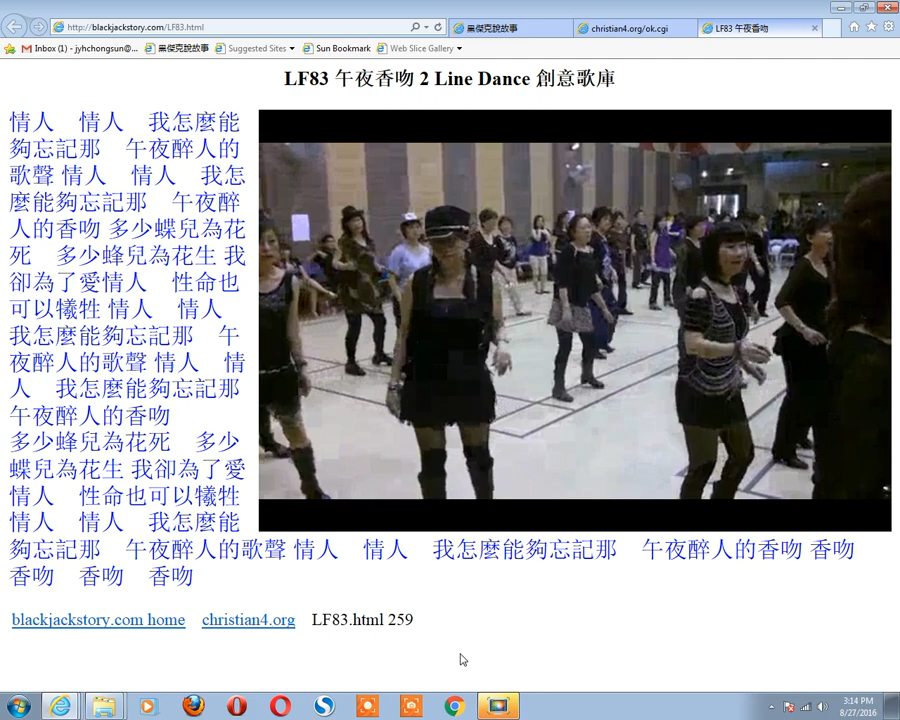 http://blackjackstory.com/LF83.html
黑傑克說故事
christian4.org/ok.cgi
LF83 午夜香吻
Inbox (1) - jyhchongsun@...
黑傑克說故事
Suggested Sites
Sun Bookmark
Web Slice Gallery
LF83 午夜香吻 2 Line Dance 創意歌庫
情人　情人　我怎麼能
夠忘記那　午夜醉人的
歌聲 情人　情人　我怎
麼能夠忘記那　午夜醉
人的香吻 多少蝶兒為花
死　多少蜂兒為花生 我
卻為了愛情人　性命也
可以犧牲 情人　情人
我怎麼能夠忘記那　午
夜醉人的歌聲 情人　情
人　我怎麼能夠忘記那
午夜醉人的香吻
多少蜂兒為花死　多少
蝶兒為花生 我卻為了愛
情人　性命也可以犧牲
情人　情人　我怎麼能
夠忘記那　午夜醉人的歌聲 情人　情人　我怎麼能夠忘記那　午夜醉人的香吻 香吻
香吻　香吻　香吻
blackjackstory.com home christian4.org LF83.html 259
3:14 PM
8/27/2016